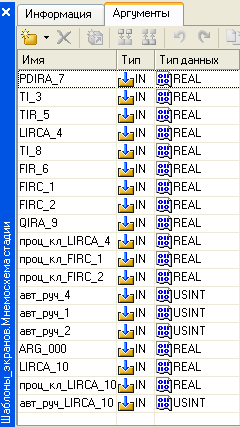 Информация Аргументы
Имя Тип Тип данных
PDIRA_7 IN REAL
TI_3 IN REAL
TIR_5 IN REAL
LIRCA_4 IN REAL
TI_8 IN REAL
FIR_6 IN REAL
FIRC_1 IN REAL
FIRC_2 IN REAL
QIRA_9 IN REAL
проц_кл_LIRCA_4 IN REAL
проц_кл_FIRC_1 IN REAL
проц_кл_FIRC_2 IN REAL
авт_руч_4 IN USINT
авт_руч_1 IN USINT
авт_руч_2 IN USINT
ARG_000 IN REAL
LIRCA_10 IN REAL
проц_кл_LIRCA_10 IN REAL
авт_руч_LIRCA_10 IN USINT
Шаблоны_экранов.Мнемосхема стадии